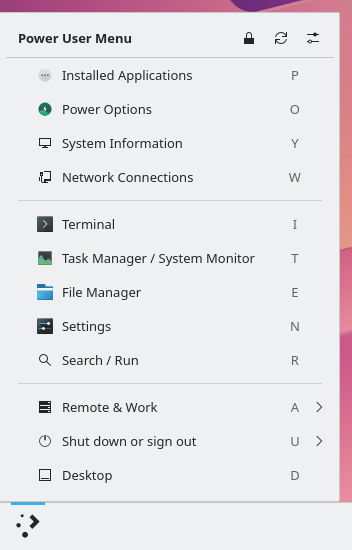 Power User Menu
Installed Applications P
Power Options O
System Information Y
Network Connections W
Terminal I
Task Manager / System Monitor T
File Manager E
Settings N
Search / Run R
Remote & Work A
Shut down or sign out U
Desktop D